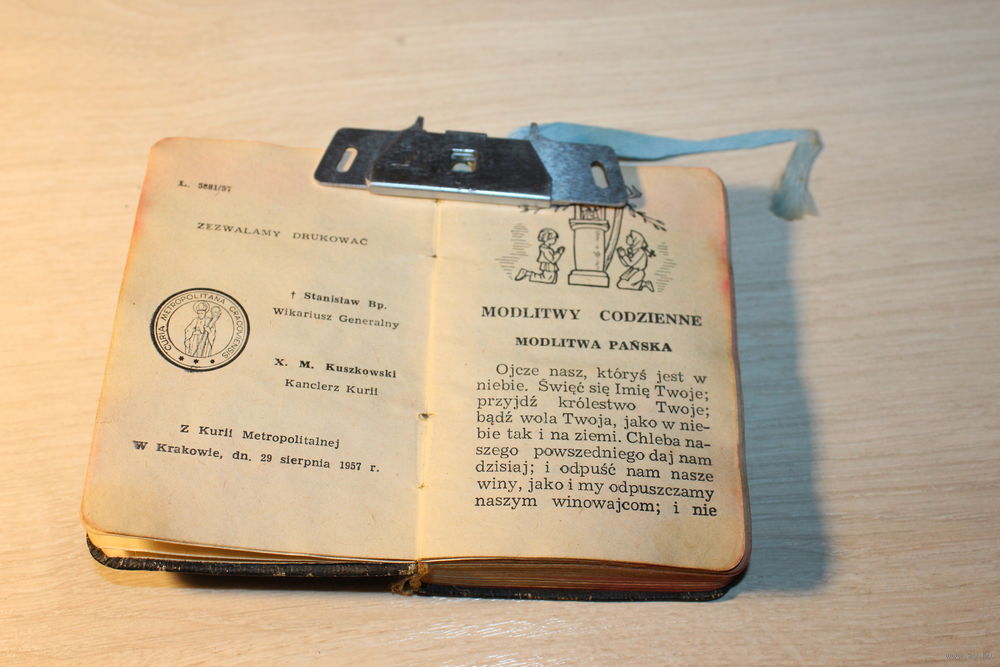 L. 5881/57
ZEZWALAMY DRUKOWAĆ
† Stanisław Bp.
Wikariusz Generalny
CURIA METROPOLITANA CRACOVIENSIS
X. M. Kuszkowski
Kanclerz Kurii
Z Kurii Metropolitalnej
W Krakowie, dn. 29 sierpnia 1957 r.
MODLITWY CODZIENNE
MODLITWA PAŃSKA
Ojcze nasz, któryś jest w
niebie. Święć się Imię Twoje;
przyjdź królestwo Twoje;
bądź wola Twoja, jako w nie-
bie tak i na ziemi. Chleba na-
szego powszedniego daj nam
dzisiaj; i odpuść nam nasze
winy, jako i my odpuszczamy
naszym winowajcom; i nie